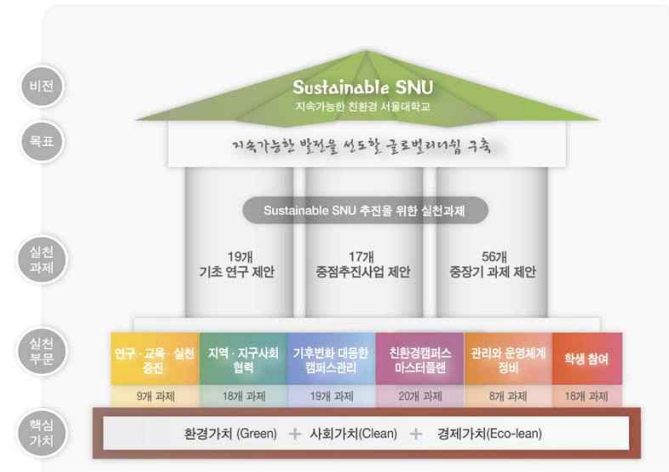 비전
Sustainable SNU
지속가능한 친환경 서울대학교
목표
지속가능한 발전을 선도할 글로벌리더쉽 구축
Sustainable SNU 추진을 위한 실천과제
실천
과제
19개
기초 연구 제안
17개
중점추진사업 제안
56개
중장기 과제 제안
실천
부문
연구 · 교육 · 실천
증진
지역 · 지구사회
협력
기후변화 대응한
캠퍼스관리
친환경캠퍼스
마스터플랜
관리와 운영체계
정비
학생 참여
9개 과제
18개 과제
19개 과제
20개 과제
8개 과제
18개 과제
핵심
가치
환경가치 (Green) + 사회가치(Clean) + 경제가치(Eco-lean)